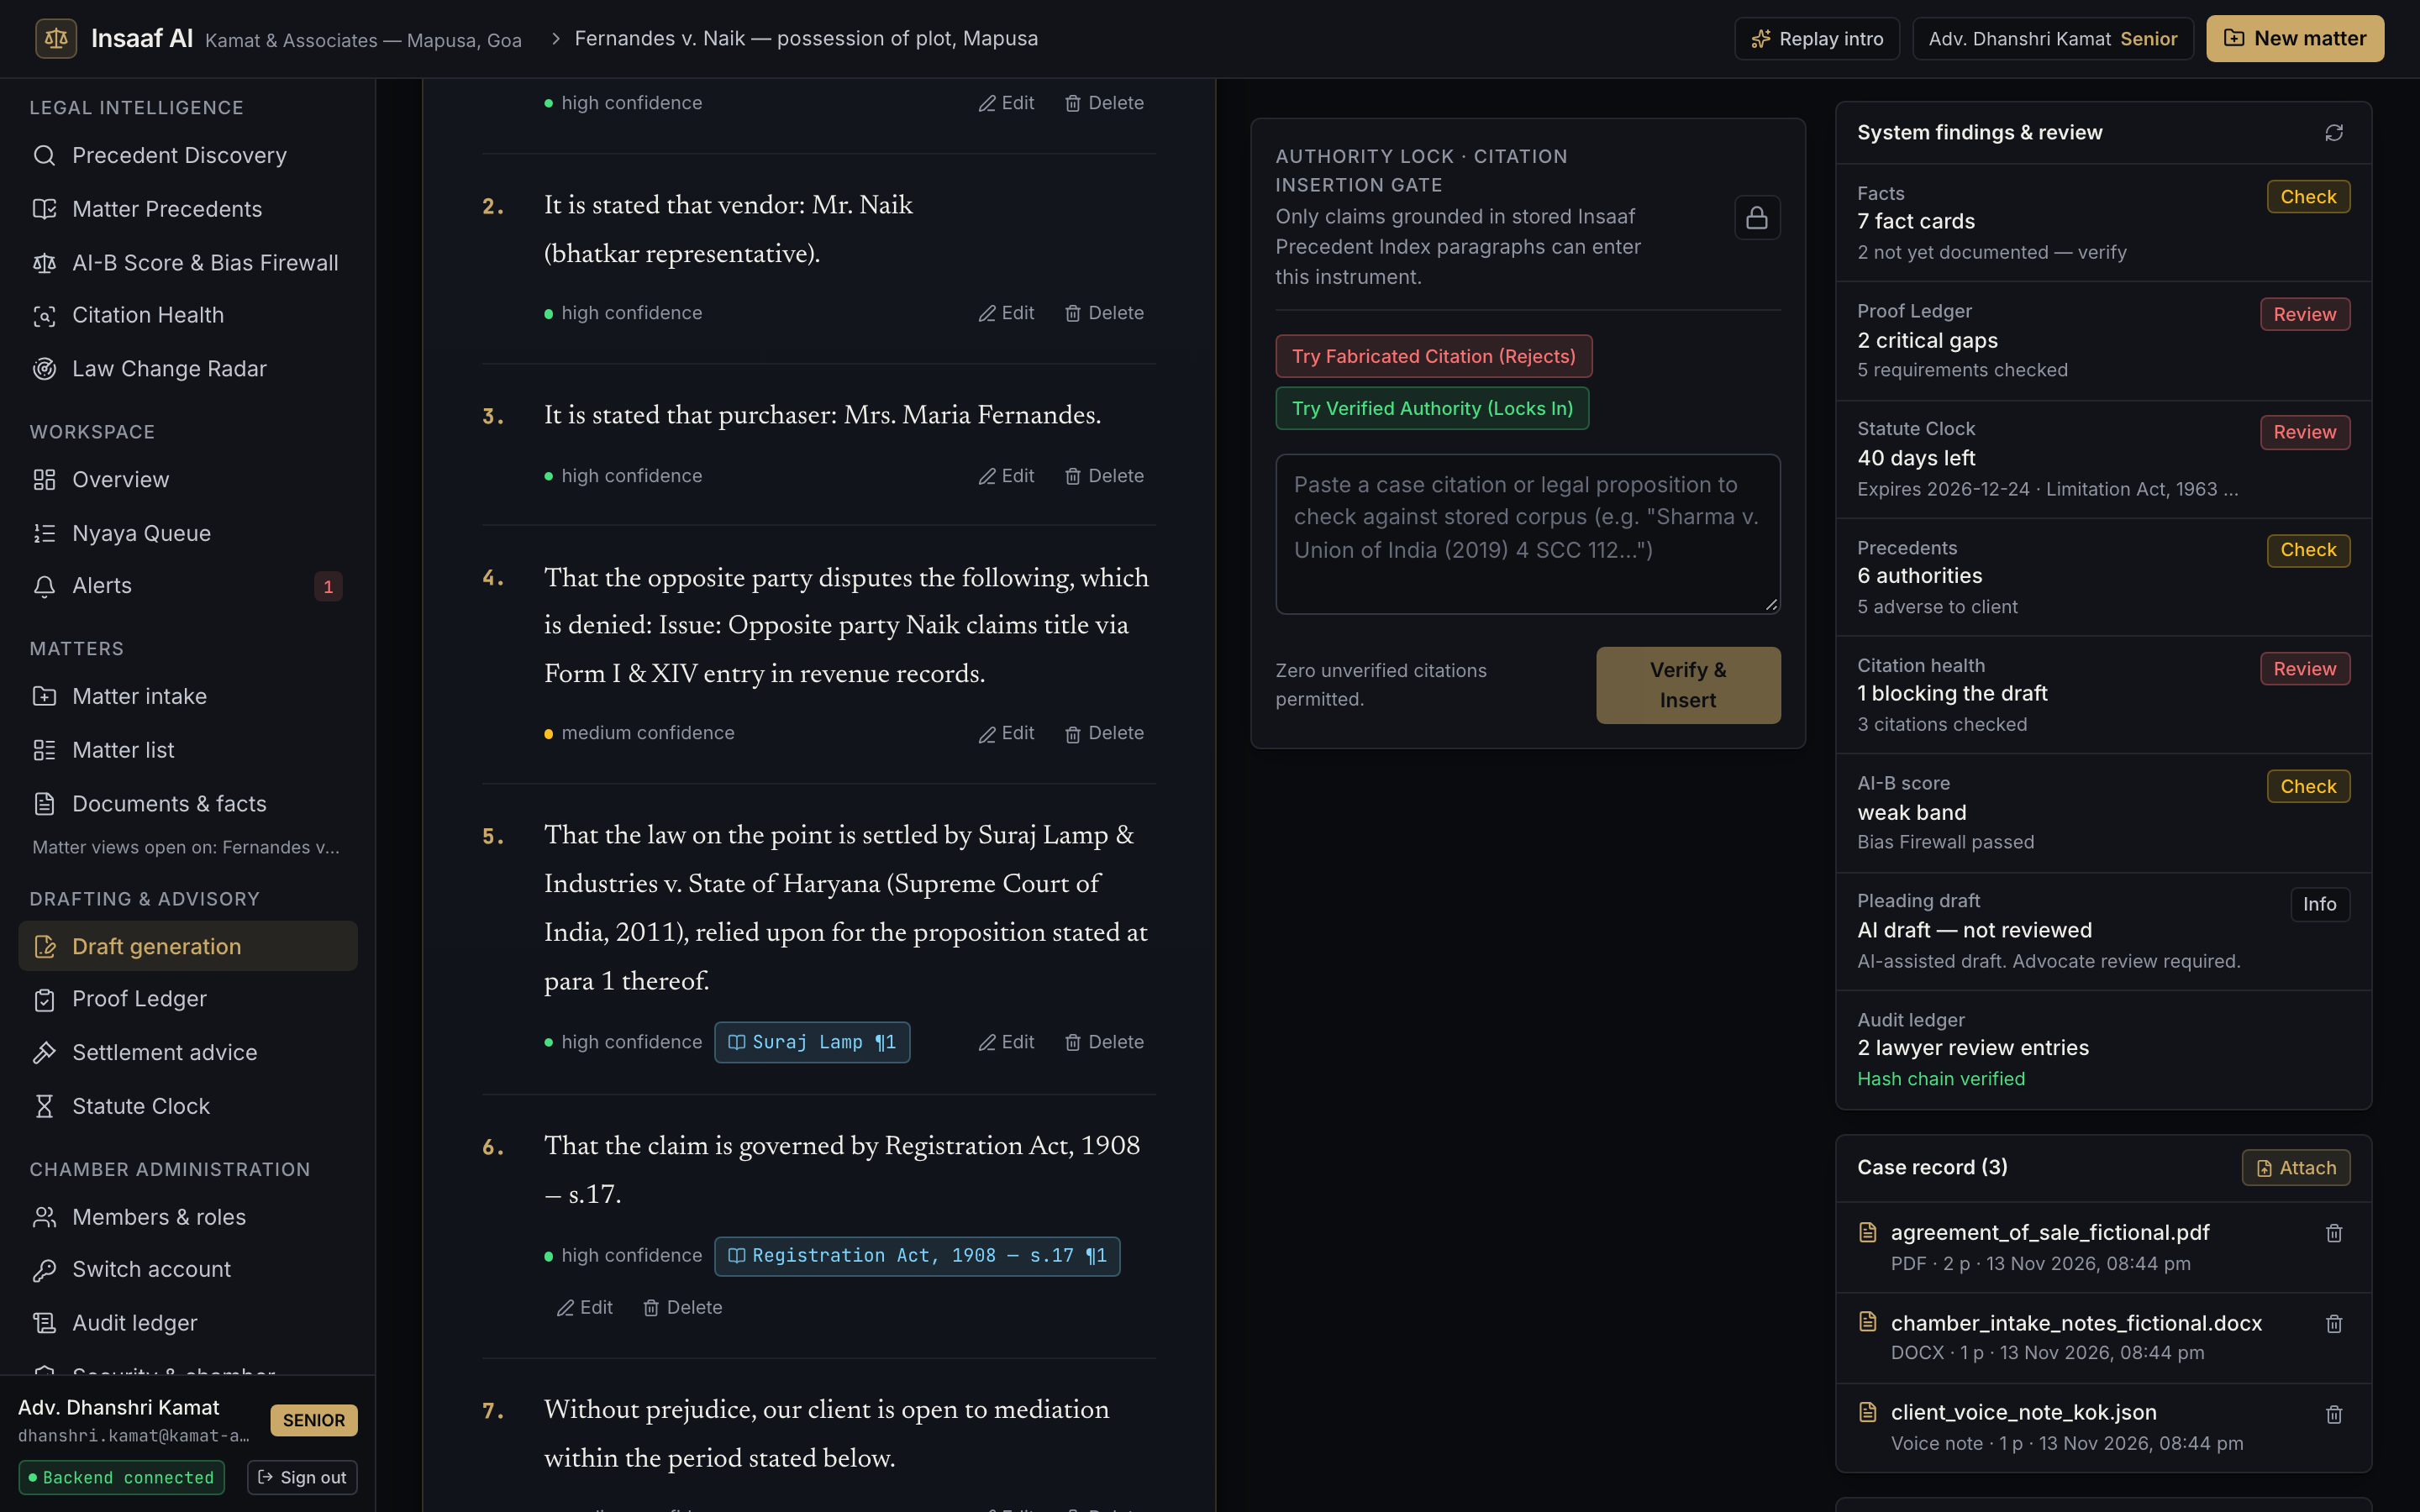 Insaaf AI
Kamat & Associates — Mapusa, Goa
Fernandes v. Naik — possession of plot, Mapusa
Replay intro
Adv. Dhanshri Kamat Senior
New matter
LEGAL INTELLIGENCE
Precedent Discovery
Matter Precedents
AI-B Score & Bias Firewall
Citation Health
Law Change Radar
WORKSPACE
Overview
Nyaya Queue
Alerts 1
MATTERS
Matter intake
Matter list
Documents & facts
Matter views open on: Fernandes v...
DRAFTING & ADVISORY
Draft generation
Proof Ledger
Settlement advice
Statute Clock
CHAMBER ADMINISTRATION
Members & roles
Switch account
Audit ledger
Adv. Dhanshri Kamat
SENIOR
dhanshri.kamat@kamat-a…
Backend connected
Sign out
high confidence Edit Delete
2. It is stated that vendor: Mr. Naik
(bhatkar representative).
high confidence Edit Delete
3. It is stated that purchaser: Mrs. Maria Fernandes.
high confidence Edit Delete
4. That the opposite party disputes the following, which
is denied: Issue: Opposite party Naik claims title via
Form I & XIV entry in revenue records.
medium confidence Edit Delete
5. That the law on the point is settled by Suraj Lamp &
Industries v. State of Haryana (Supreme Court of
India, 2011), relied upon for the proposition stated at
para 1 thereof.
high confidence Suraj Lamp ¶1 Edit Delete
6. That the claim is governed by Registration Act, 1908
— s.17.
high confidence Registration Act, 1908 — s.17 ¶1
Edit Delete
7. Without prejudice, our client is open to mediation
within the period stated below.
AUTHORITY LOCK · CITATION
INSERTION GATE
Only claims grounded in stored Insaaf
Precedent Index paragraphs can enter
this instrument.
Try Fabricated Citation (Rejects)
Try Verified Authority (Locks In)
Paste a case citation or legal proposition to
check against stored corpus (e.g. "Sharma v.
Union of India (2019) 4 SCC 112...")
Zero unverified citations
permitted.
Verify &
Insert
System findings & review
Facts
Check
7 fact cards
2 not yet documented — verify
Proof Ledger
Review
2 critical gaps
5 requirements checked
Statute Clock
Review
40 days left
Expires 2026-12-24 · Limitation Act, 1963 ...
Precedents
Check
6 authorities
5 adverse to client
Citation health
Review
1 blocking the draft
3 citations checked
AI-B score
Check
weak band
Bias Firewall passed
Pleading draft
Info
AI draft — not reviewed
AI-assisted draft. Advocate review required.
Audit ledger
2 lawyer review entries
Hash chain verified
Case record (3)
Attach
agreement_of_sale_fictional.pdf
PDF · 2 p · 13 Nov 2026, 08:44 pm
chamber_intake_notes_fictional.docx
DOCX · 1 p · 13 Nov 2026, 08:44 pm
client_voice_note_kok.json
Voice note · 1 p · 13 Nov 2026, 08:44 pm